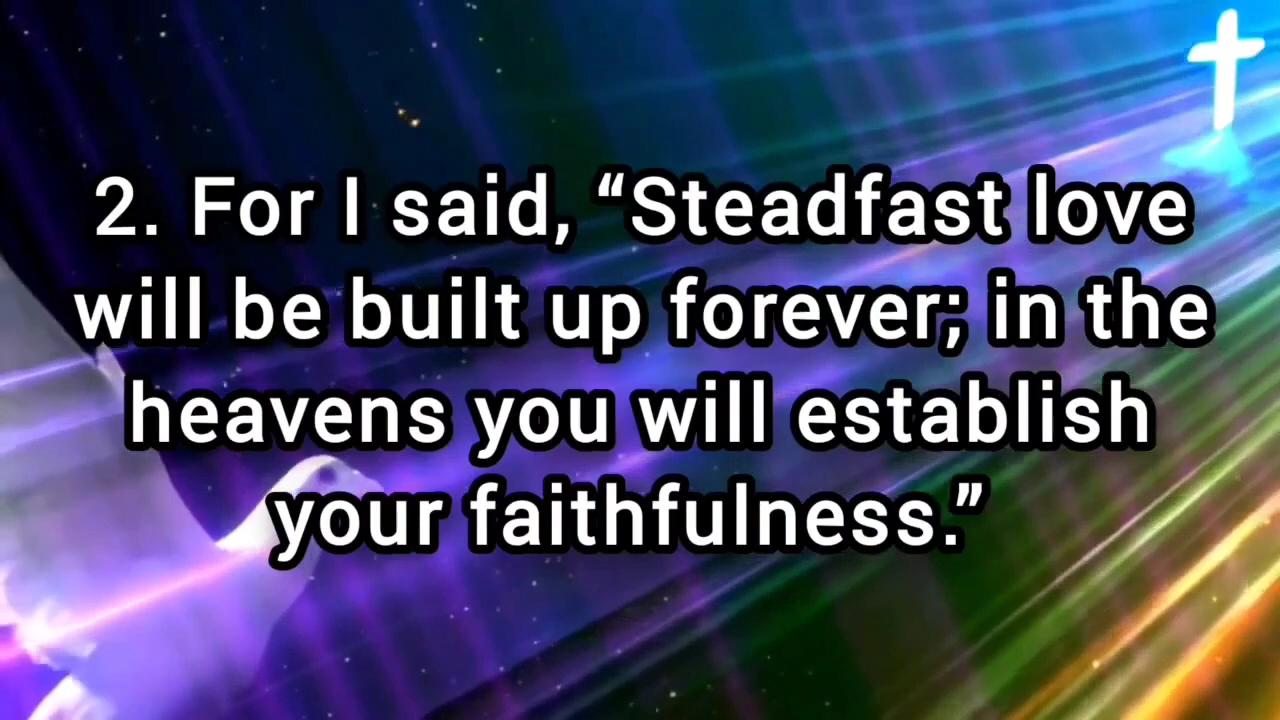 2. For I said, “Steadfast love
will be built up forever; in the
heavens you will establish
your faithfulness.”